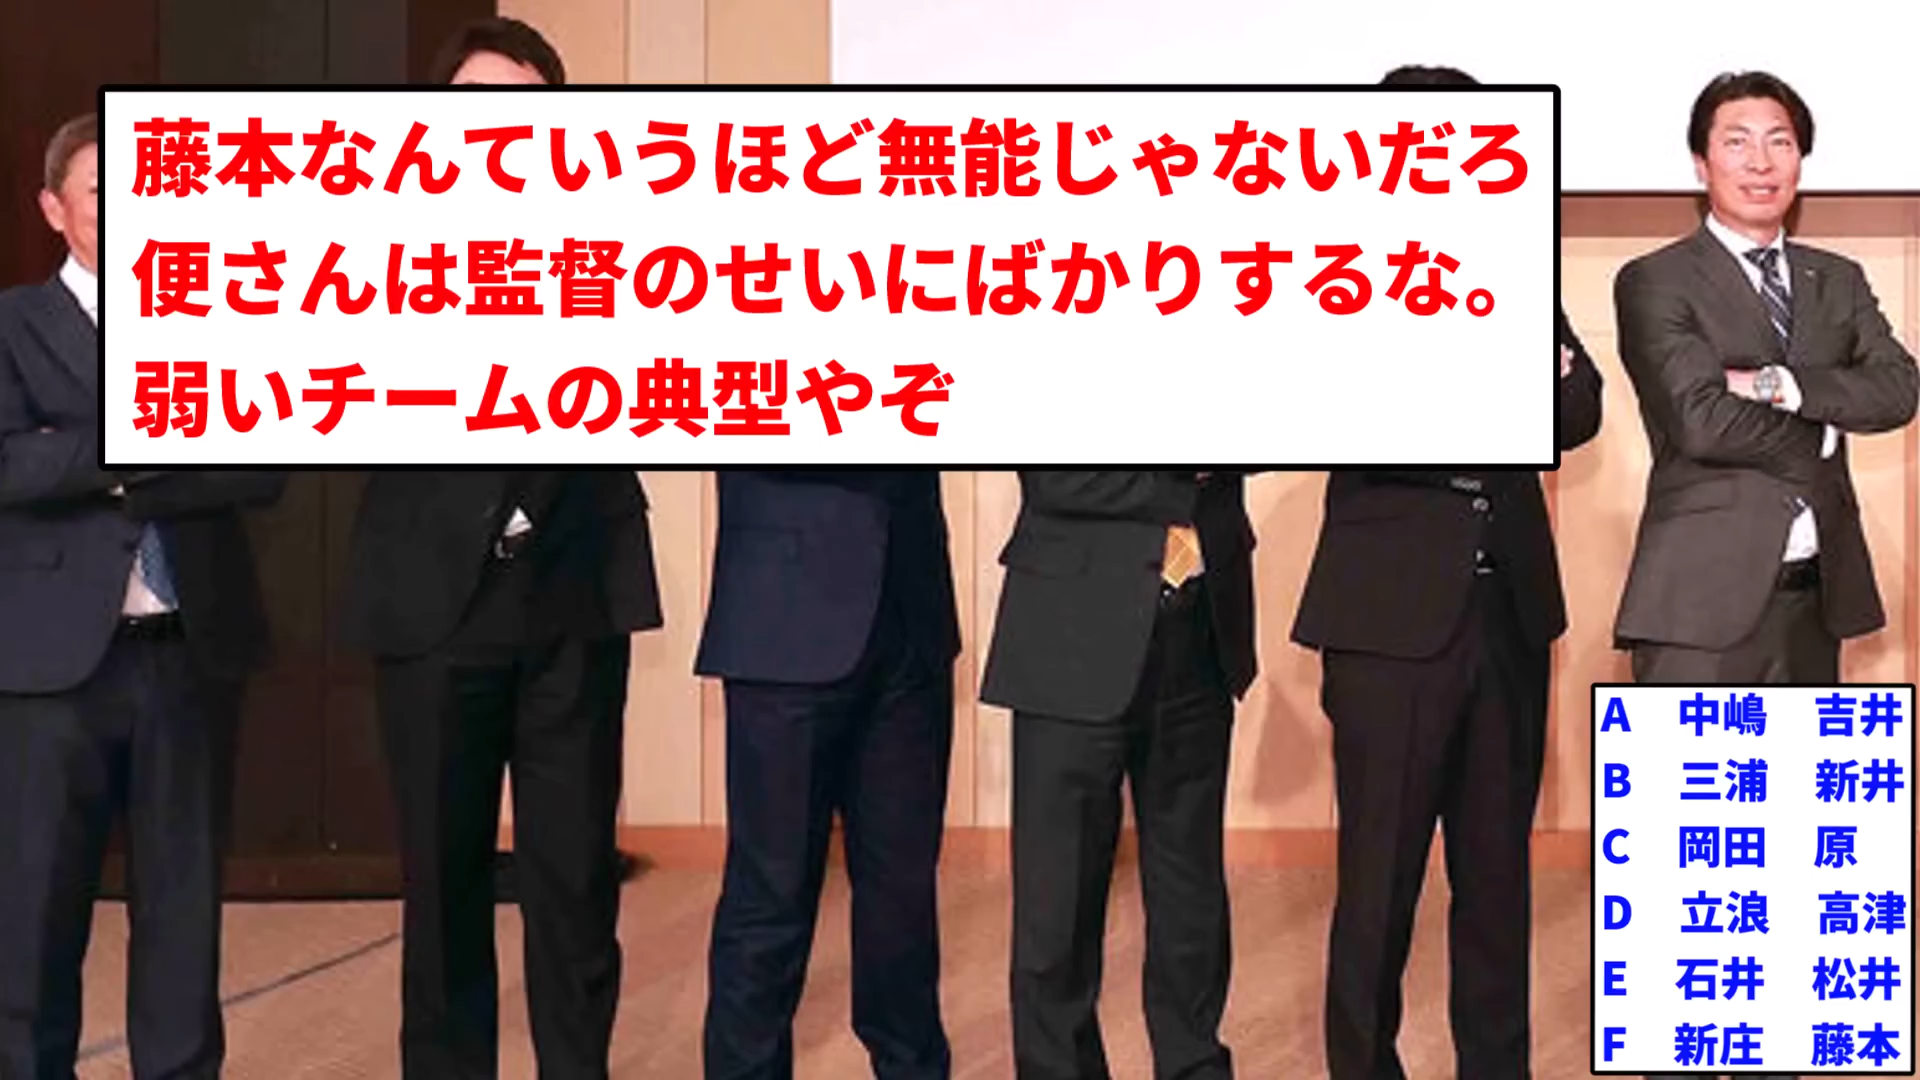 藤本なんていうほど無能じゃないだろ
便さんは監督のせいにばかりするな。
弱いチームの典型やぞ
A 中嶋 吉井
B 三浦 新井
C 岡田 原
D 立浪 高津
E 石井 松井
F 新庄 藤本